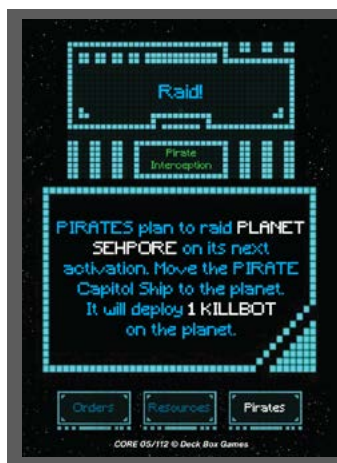 Raid!
Pirate
Interception
PIRATES plan to raid PLANET
SEHPORE on its next
activation. Move the PIRATE
Capitol Ship to the planet.
It will deploy 1 KILLBOT
on the planet.
Orders Resources Pirates
CORE 05/112 © Deck Box Games